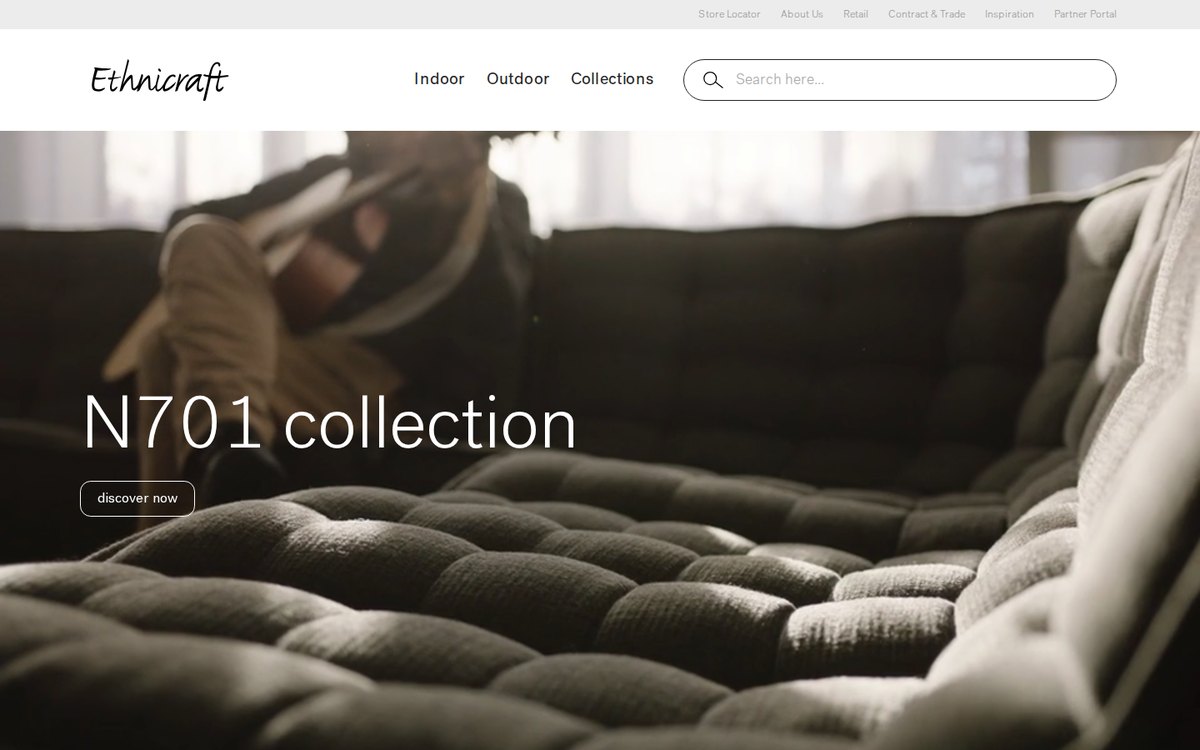 Store Locator About Us Retail Contract & Trade Inspiration Partner Portal
Ethnicraft Indoor Outdoor Collections Search here...
N701 collection
discover now